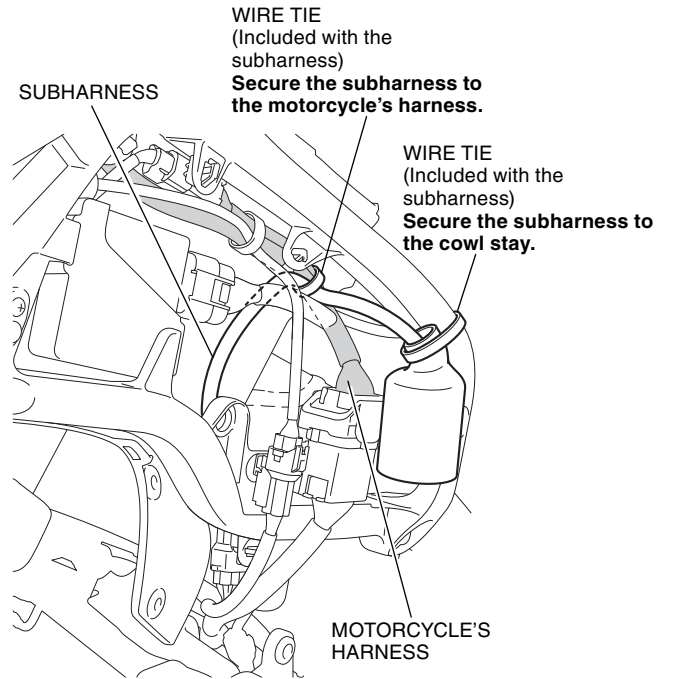 WIRE TIE
(Included with the
subharness)
Secure the subharness to
the motorcycle's harness.
SUBHARNESS
WIRE TIE
(Included with the
subharness)
Secure the subharness to
the cowl stay.
MOTORCYCLE'S
HARNESS